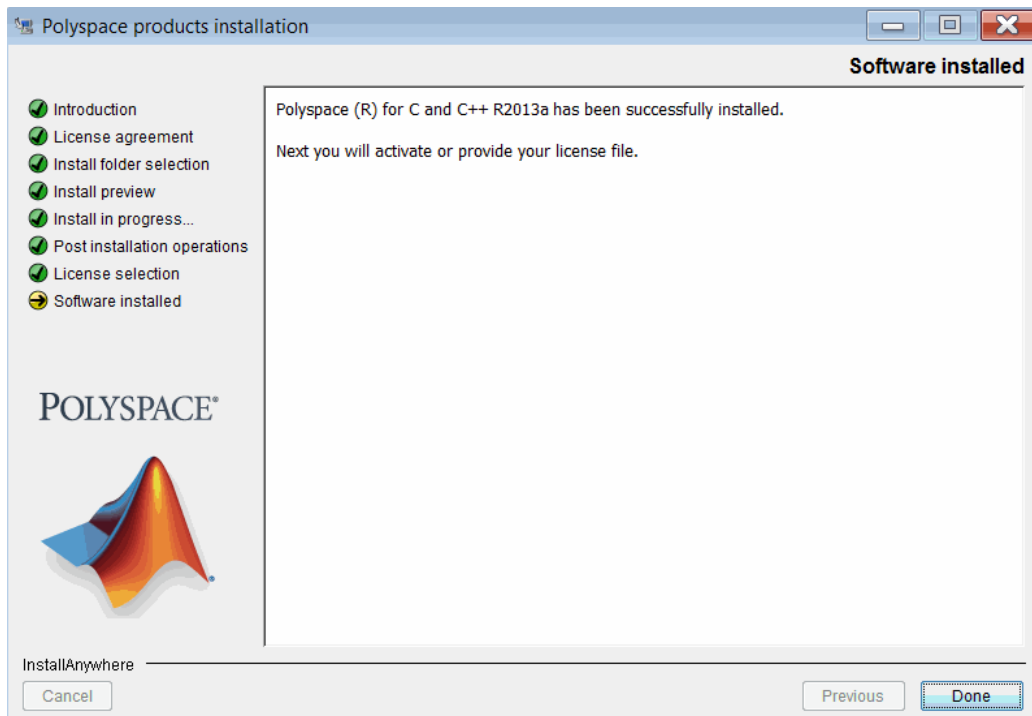 Polyspace products installation
Software installed
Introduction
License agreement
Install folder selection
Install preview
Install in progress...
Post installation operations
License selection
Software installed
Polyspace (R) for C and C++ R2013a has been successfully installed.
Next you will activate or provide your license file.
POLYSPACE®
InstallAnywhere
Cancel
Previous
Done